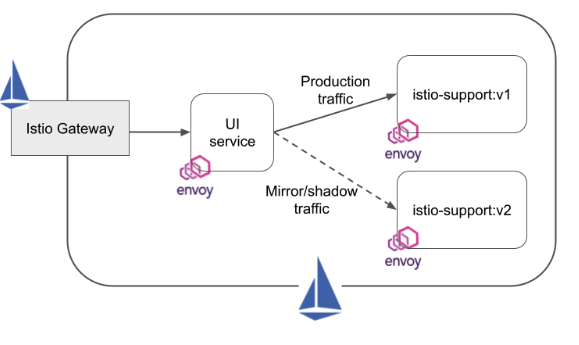 Istio Gateway
UI
service
envoy
Production
traffic
Mirror/shadow
traffic
istio-support:v1
envoy
istio-support:v2
envoy